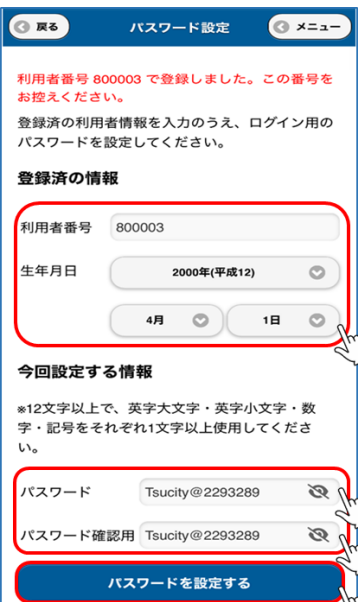 戻る パスワード設定 メニュー
利用者番号 800003 で登録しました。この番号を
お控えください。
登録済の利用者情報を入力のうえ、ログイン用の
パスワードを設定してください。
登録済の情報
利用者番号 800003
生年月日 2000年(平成12)
4月 1日
今回設定する情報
※12文字以上で、英字大文字・英字小文字・数
字・記号をそれぞれ1文字以上使用してくださ
い。
パスワード Tsucity@2293289
パスワード確認用 Tsucity@2293289
パスワードを設定する